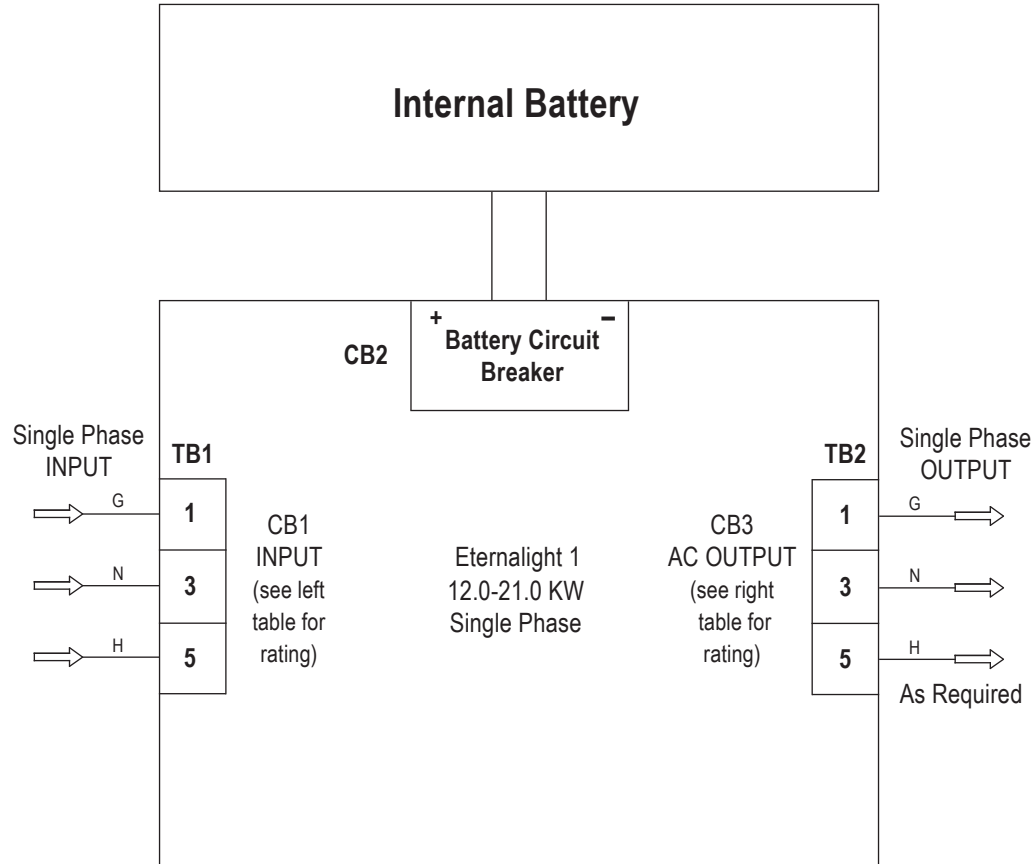 Internal Battery
+
−
Battery Circuit
Breaker
CB2
Single Phase
INPUT
TB1
G
1
N
3
H
5
CB1
INPUT
(see left
table for
rating)
Eternalight 1
12.0-21.0 KW
Single Phase
CB3
AC OUTPUT
(see right
table for
rating)
TB2
1
3
5
Single Phase
OUTPUT
G
N
H
As Required